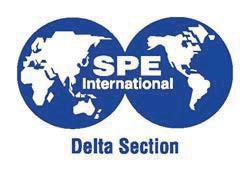 SPE
International
Delta Section